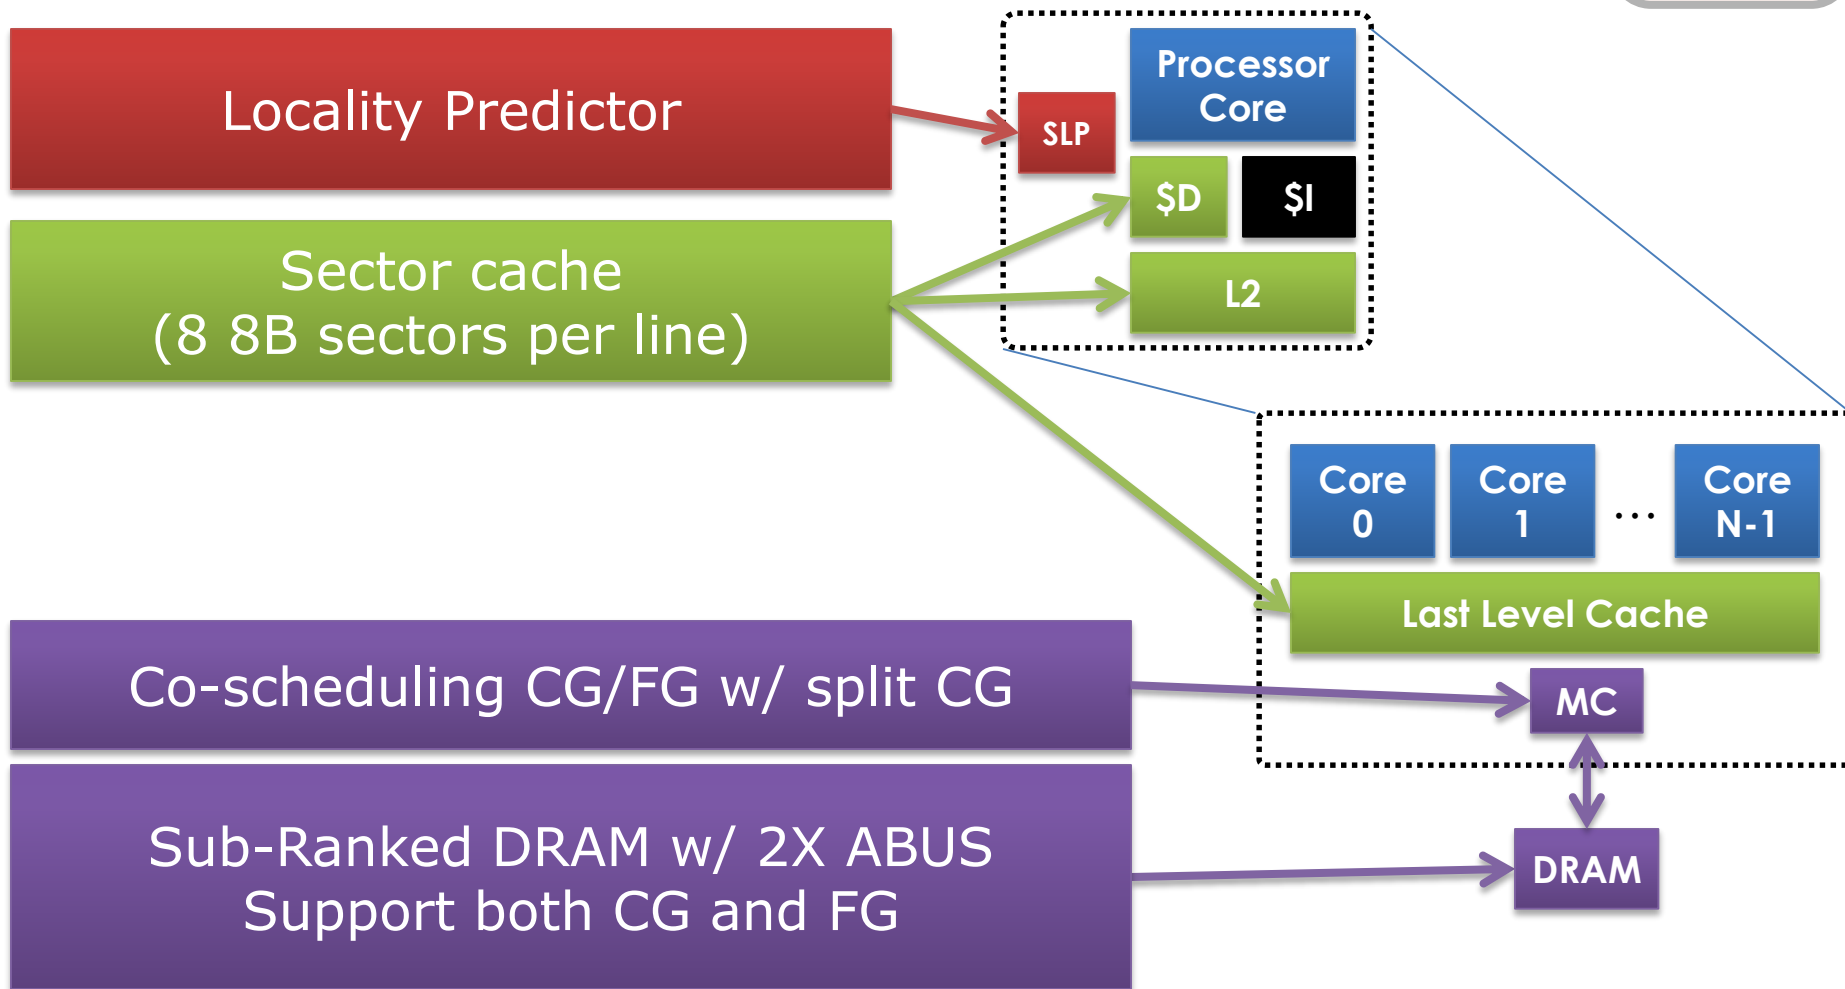 Locality Predictor
Sector cache
(8 8B sectors per line)
Processor
Core
SLP
$D
$I
L2
Core
0
Core
1
...
Core
N-1
Last Level Cache
Co-scheduling CG/FG w/ split CG
MC
Sub-Ranked DRAM w/ 2X ABUS
Support both CG and FG
DRAM